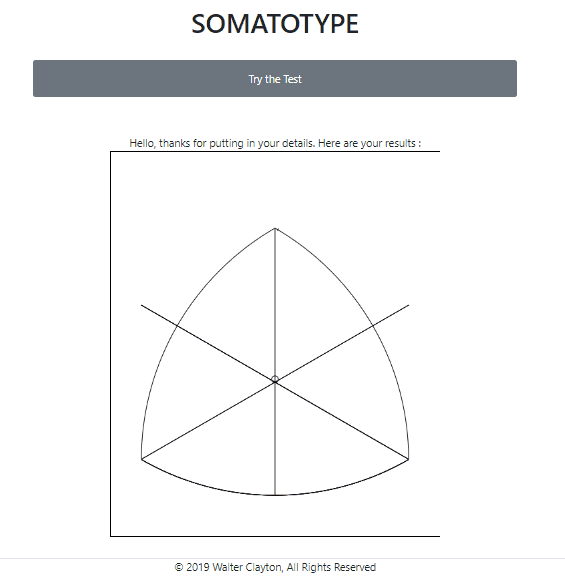 SOMATOTYPE
Try the Test
Hello, thanks for putting in your details. Here are your results :
© 2019 Walter Clayton, All Rights Reserved